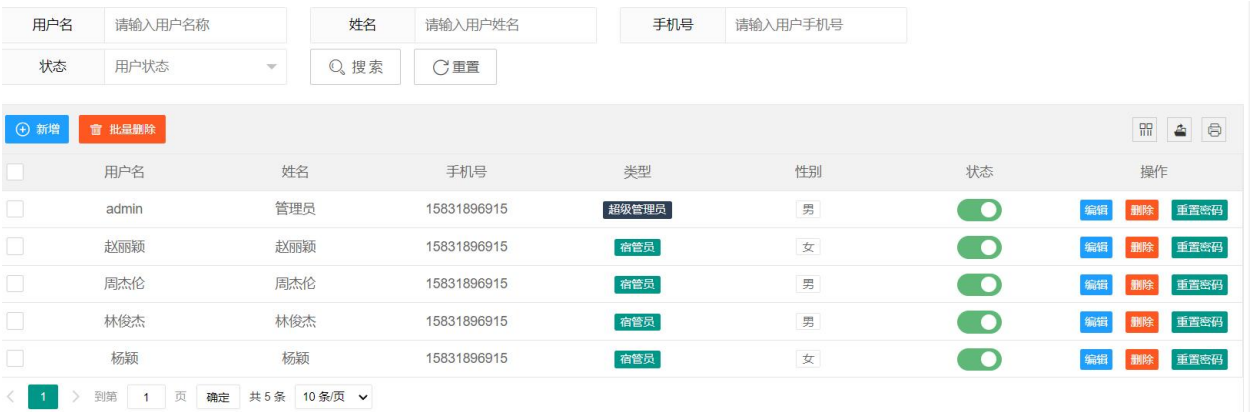 用户名 请输入用户名称 姓名 请输入用户姓名 手机号 请输入用户手机号
状态 用户状态 搜索 重置
新增 批量删除
用户名 姓名 手机号 类型 性别 状态 操作
admin 管理员 15831896915 超级管理员 男 编辑 删除 重置密码
赵丽颖 赵丽颖 15831896915 宿管员 女 编辑 删除 重置密码
周杰伦 周杰伦 15831896915 宿管员 男 编辑 删除 重置密码
林俊杰 林俊杰 15831896915 宿管员 男 编辑 删除 重置密码
杨颖 杨颖 15831896915 宿管员 女 编辑 删除 重置密码
< 1 > 到第 1 页 确定 共 5 条 10 条/页